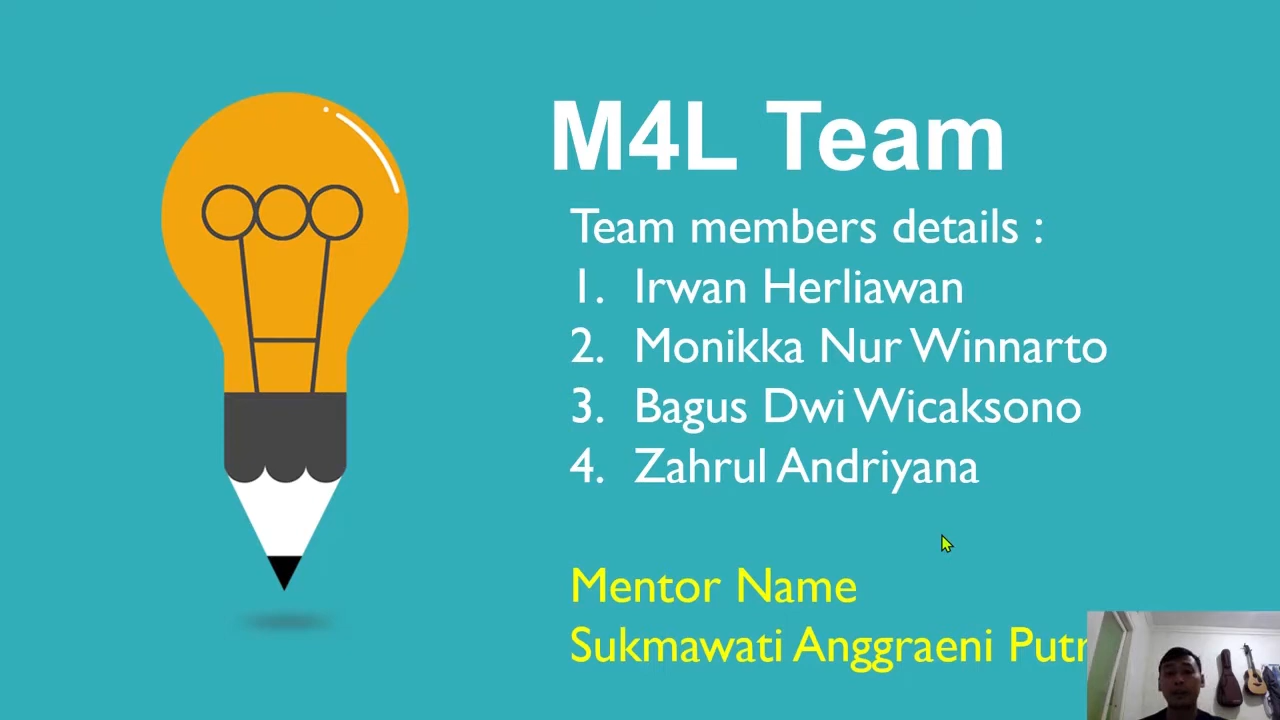 M4L Team
Team members details :
1. Irwan Herliawan
2. Monikka Nur Winnarto
3. Bagus Dwi Wicaksono
4. Zahrul Andriyana
Mentor Name
Sukmawati Anggraeni